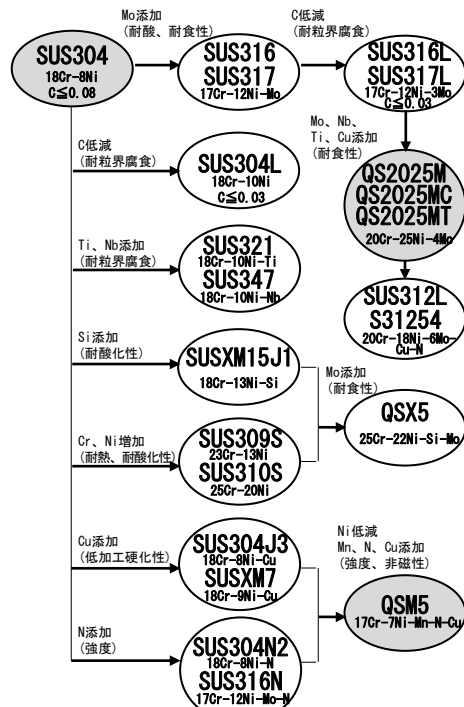 Mo添加
(耐酸、耐食性)
C低減
(耐粒界腐食)
SUS304
18Cr-8Ni
C≦0.08
SUS316
SUS317
17Cr-12Ni-Mo
SUS316L
SUS317L
17Cr-12Ni-3Mo
C≦0.03
Mo、Nb、
Ti、Cu添加
(耐食性)
C低減
(耐粒界腐食)
SUS304L
18Cr-10Ni
C≦0.03
QS2025M
QS2025MC
QS2025MT
20Cr-25Ni-4Mo
Ti、Nb添加
(耐粒界腐食)
SUS321
18Cr-10Ni-Ti
SUS347
18Cr-10Ni-Nb
SUS312L
S31254
20Cr-18Ni-6Mo-
Cu-N
Si添加
(耐酸化性)
SUSXM15J1
18Cr-13Ni-Si
Mo添加
(耐食性)
QSX5
25Cr-22Ni-Si-Mo
Cr、Ni増加
(耐熱、耐酸化性)
SUS309S
23Cr-13Ni
SUS310S
25Cr-20Ni
Cu添加
(低加工硬化性)
SUS304J3
18Cr-8Ni-Cu
SUSXM7
18Cr-9Ni-Cu
Ni低減
Mn、N、Cu添加
(強度、非磁性)
QSM5
17Cr-7Ni-Mn-N-Cu
N添加
(強度)
SUS304N2
18Cr-8Ni-N
SUS316N
17Cr-12Ni-Mo-N